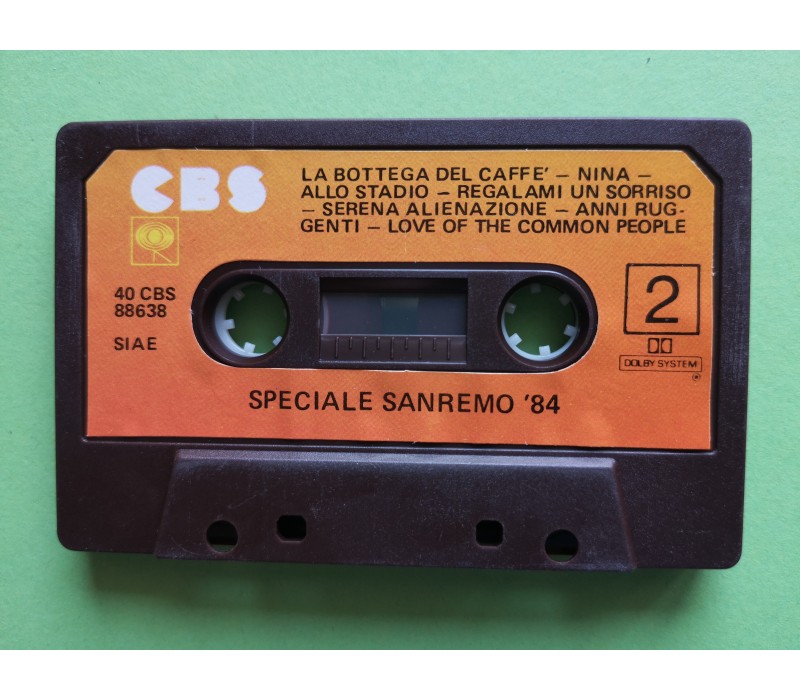 CBS
LA BOTTEGA DEL CAFFE' – NINA –
ALLO STADIO – REGALAMI UN SORRISO
– SERENA ALIENAZIONE – ANNI RUG-
GENTI – LOVE OF THE COMMON PEOPLE
40 CBS
88638
SIAE
2
DOLBY SYSTEM
SPECIALE SANREMO '84